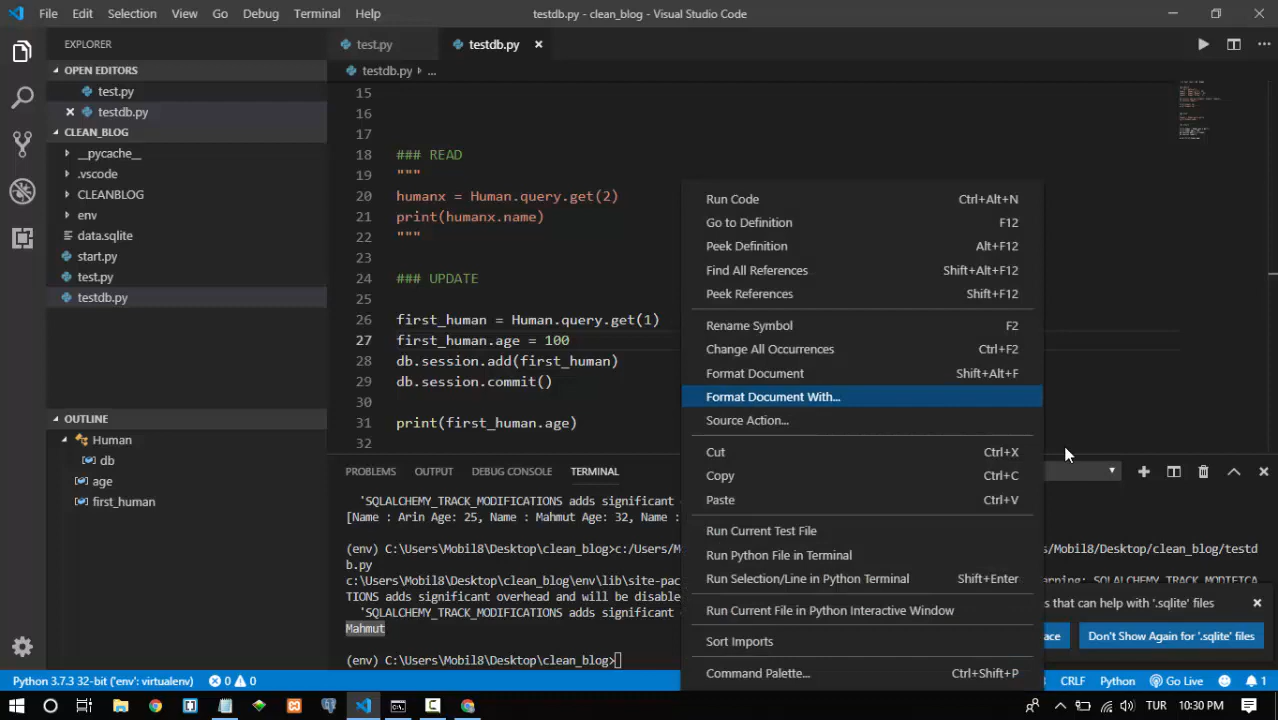 File Edit Selection View Go Debug Terminal Help testdb.py - clean_blog - Visual Studio Code
EXPLORER
OPEN EDITORS
test.py
testdb.py
CLEAN_BLOG
__pycache__
.vscode
CLEANBLOG
env
data.sqlite
start.py
test.py
testdb.py
OUTLINE
Human
db
age
first_human
test.py testdb.py
testdb.py ...
15
16
17
18 ### READ
19 """
20 humanx = Human.query.get(2)
21 print(humanx.name)
22 """
23
24 ### UPDATE
25
26 first_human = Human.query.get(1)
27 first_human.age = 100
28 db.session.add(first_human)
29 db.session.commit()
30
31 print(first_human.age)
32
Run Code Ctrl+Alt+N
Go to Definition F12
Peek Definition Alt+F12
Find All References Shift+Alt+F12
Peek References Shift+F12
Rename Symbol F2
Change All Occurrences Ctrl+F2
Format Document Shift+Alt+F
Format Document With...
Source Action...
Cut Ctrl+X
Copy Ctrl+C
Paste Ctrl+V
Run Current Test File
Run Python File in Terminal
Run Selection/Line in Python Terminal Shift+Enter
Run Current File in Python Interactive Window
Sort Imports
Command Palette... Ctrl+Shift+P
PROBLEMS OUTPUT DEBUG CONSOLE TERMINAL
'SQLALCHEMY_TRACK_MODIFICATIONS adds significant
[Name : Arin Age: 25, Name : Mahmut Age: 32, Name :
(env) C:\Users\Mobil8\Desktop\clean_blog>c:/Users/M s/Mobil8/Desktop/clean_blog/testd
b.py
c:\Users\Mobil8\Desktop\clean_blog\env\lib\site-pac arning: SQLALCHEMY_TRACK_MODIFICA
TIONS adds significant overhead and will be disable
'SQLALCHEMY_TRACK_MODIFICATIONS adds significant
Mahmut
(env) C:\Users\Mobil8\Desktop\clean_blog>
s that can help with '.sqlite' files
ace Don't Show Again for '.sqlite' files
Python 3.7.3 32-bit ('env': virtualenv) 0 0 CRLF Python Go Live 1
TUR 10:30 PM